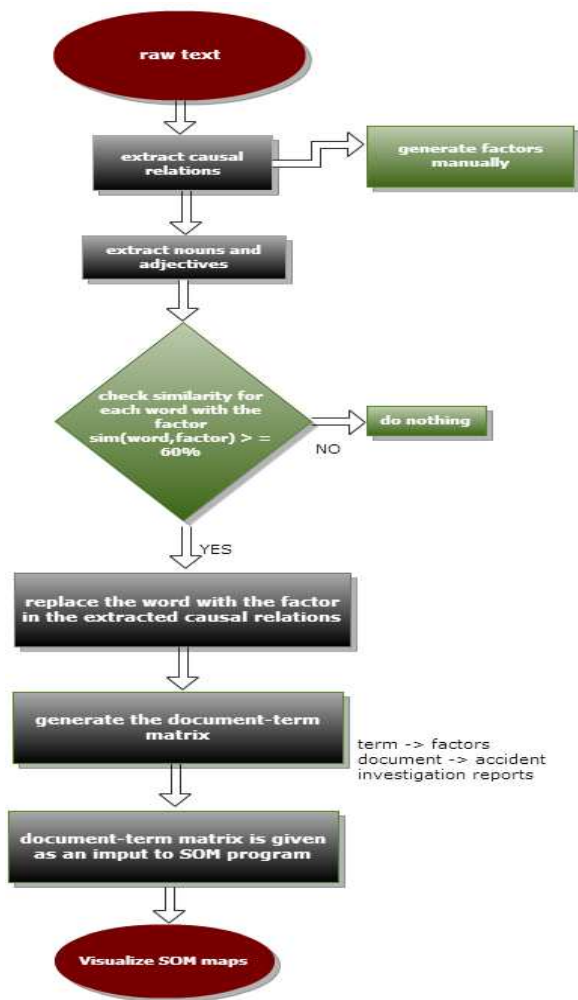 raw text
extract causal
relations
generate factors
manually
extract nouns and
adjectives
check similarity for
each word with the
factor
sim(word,factor) > =
60%
do nothing
NO
YES
replace the word with the factor
in the extracted causal relations
generate the document-term
matrix
term -> factors
document -> accident
investigation reports
document-term matrix is given
as an imput to SOM program
Visualize SOM maps